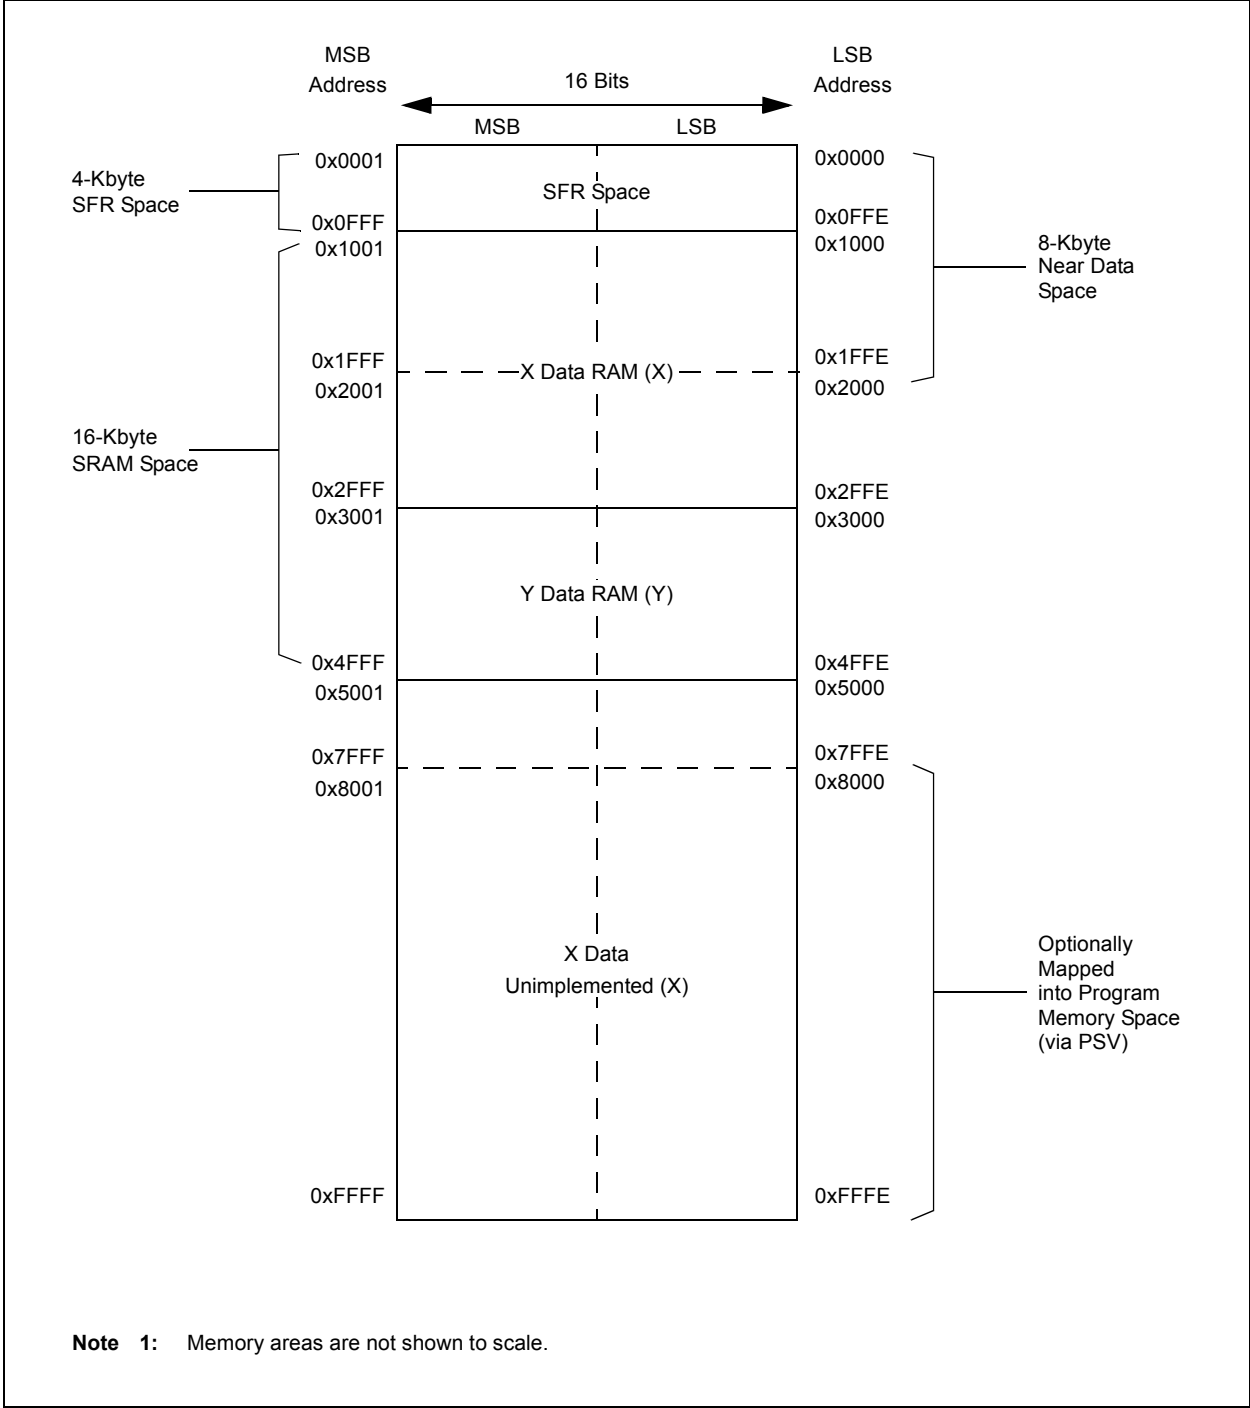 MSB
Address
16 Bits
LSB
Address
MSB
LSB
0x0001
0x0000
4-Kbyte
SFR Space
SFR Space
0x0FFF
0x0FFE
0x1001
0x1000
8-Kbyte
Near Data
Space
0x1FFF
0x1FFE
X Data RAM (X)
0x2001
0x2000
16-Kbyte
SRAM Space
0x2FFF
0x2FFE
0x3001
0x3000
Y Data RAM (Y)
0x4FFF
0x4FFE
0x5001
0x5000
0x7FFF
0x7FFE
0x8001
0x8000
X Data
Unimplemented (X)
Optionally
Mapped
into Program
Memory Space
(via PSV)
0xFFFF
0xFFFE
Note 1: Memory areas are not shown to scale.